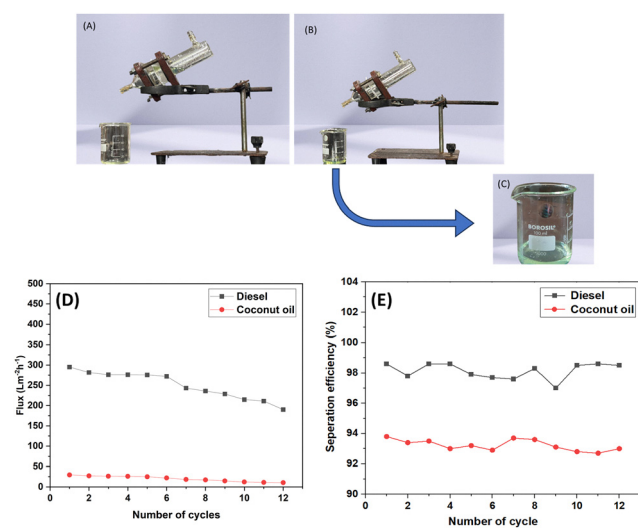 (A)
(B)
(C)
BOROSIL
100 ml
(D)
Diesel
Coconut oil
500
450
400
350
300
250
200
150
100
50
0
Flux (Lm⁻²h⁻¹)
0 2 4 6 8 10 12
Number of cycles
(E)
Diesel
Coconut oil
104
102
100
98
96
94
92
90
Seperation efficiency (%)
0 2 4 6 8 10 12
Number of cycle